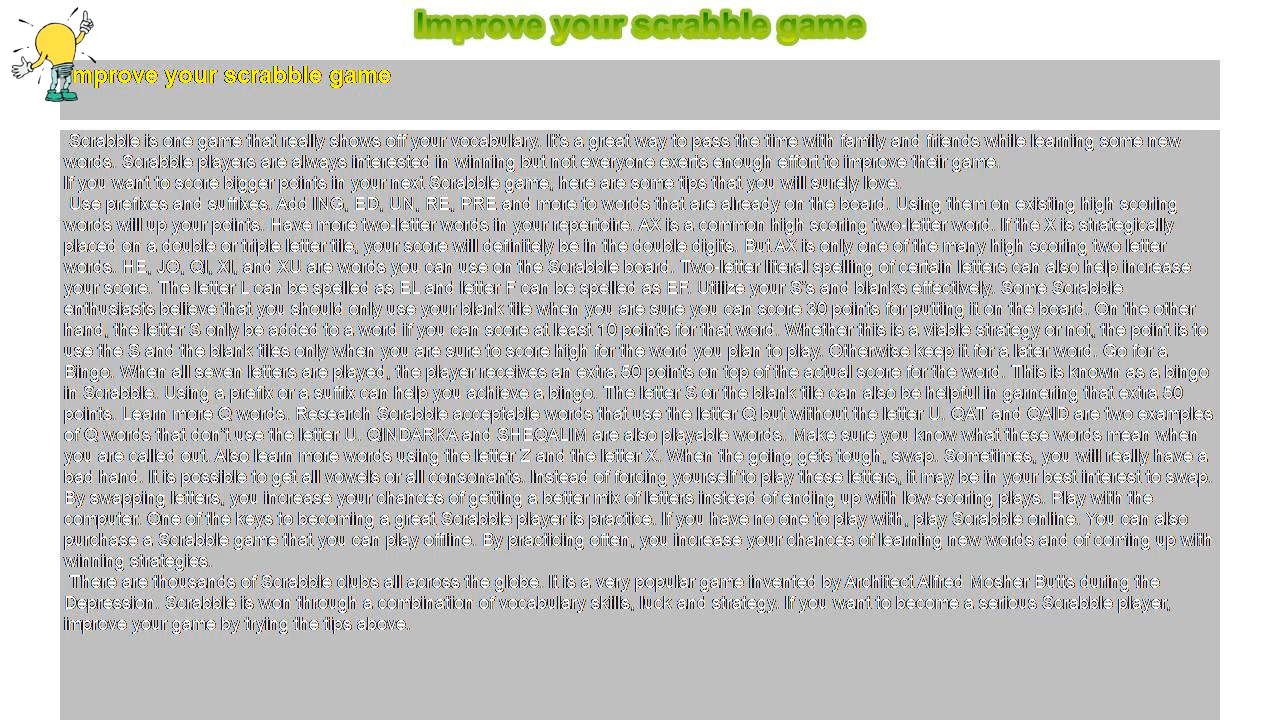 Improve your scrabble game
Improve your scrabble game
Scrabble is one game that really shows off your vocabulary. It's a great way to pass the time with family and friends while learning some new
words. Scrabble players are always interested in winning but not everyone exerts enough effort to improve their game.
If you want to score bigger points in your next Scrabble game, here are some tips that you will surely love.
Use prefixes and suffixes. Add ING, ED, UN, RE, PRE and more to words that are already on the board. Using them on existing high scoring
words will up your points. Have more two-letter words in your repertoire. AX is a common high scoring two-letter word. If the X is strategically
placed on a double or triple letter tile, your score will definitely be in the double digits. But AX is only one of the many high scoring two letter
words. HE, JO, QI, XI, and XU are words you can use on the Scrabble board. Two-letter literal spelling of certain letters can also help increase
your score. The letter L can be spelled as EL and letter F can be spelled as EF. Utilize your S's and blanks effectively. Some Scrabble
enthusiasts believe that you should only use your blank tile when you are sure you can score 30 points for putting it on the board. On the other
hand, the letter S only be added to a word if you can score at least 10 points for that word. Whether this is a viable strategy or not, the point is to
use the S and the blank tiles only when you are sure to score high for the word you plan to play. Otherwise keep it for a later word. Go for a
Bingo. When all seven letters are played, the player receives an extra 50 points on top of the actual score for the word. This is known as a bingo
in Scrabble. Using a prefix or a suffix can help you achieve a bingo. The letter S or the blank tile can also be helpful in garnering that extra 50
points. Learn more Q words. Research Scrabble acceptable words that use the letter Q but without the letter U. QAT and QAID are two examples
of Q words that don't use the letter U. QINDARKA and SHEQALIM are also playable words. Make sure you know what these words mean when
you are called out. Also learn more words using the letter Z and the letter X. When the going gets tough, swap. Sometimes, you will really have a
bad hand. It is possible to get all vowels or all consonants. Instead of forcing yourself to play these letters, it may be in your best interest to swap.
By swapping letters, you increase your chances of getting a better mix of letters instead of ending up with low-scoring plays. Play with the
computer. One of the keys to becoming a great Scrabble player is practice. If you have no one to play with, play Scrabble online. You can also
purchase a Scrabble game that you can play offline. By practicing often, you increase your chances of learning new words and of coming up with
winning strategies.
There are thousands of Scrabble clubs all across the globe. It is a very popular game invented by Architect Alfred Mosher Butts during the
Depression. Scrabble is won through a combination of vocabulary skills, luck and strategy. If you want to become a serious Scrabble player,
improve your game by trying the tips above.